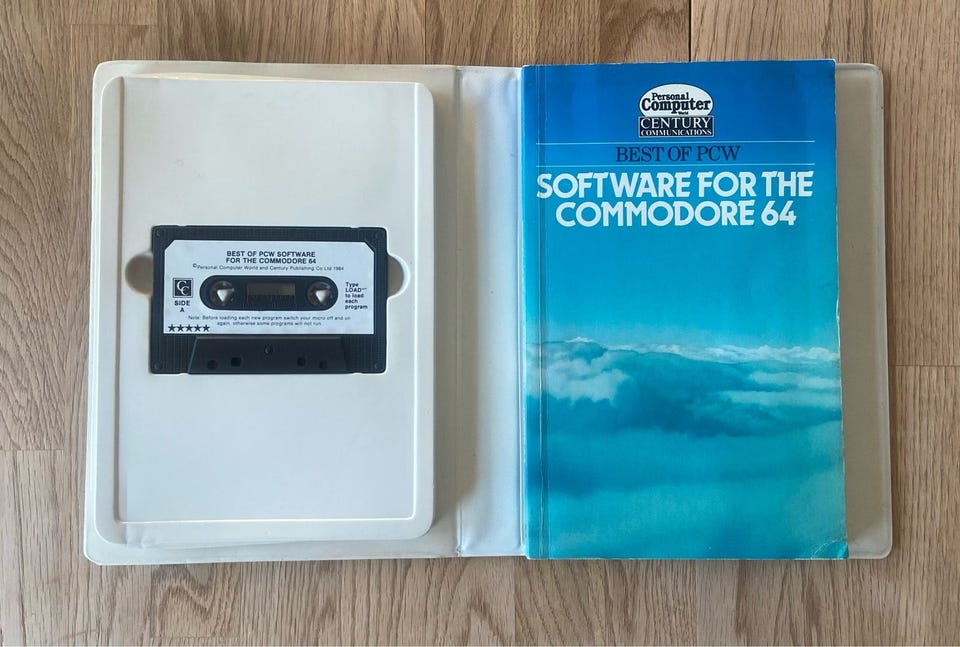 BEST OF PCW SOFTWARE
FOR THE COMMODORE 64
©Personal Computer World and Century Publishing Co Ltd 1984
CC
SIDE
A
Type
LOAD""
to load
each
program
Note: Before loading each new program switch your micro off and on
again, otherwise some programs will not run.
★★★★★
Personal
Computer
World
CENTURY
COMMUNICATIONS
BEST OF PCW
SOFTWARE FOR THE
COMMODORE 64